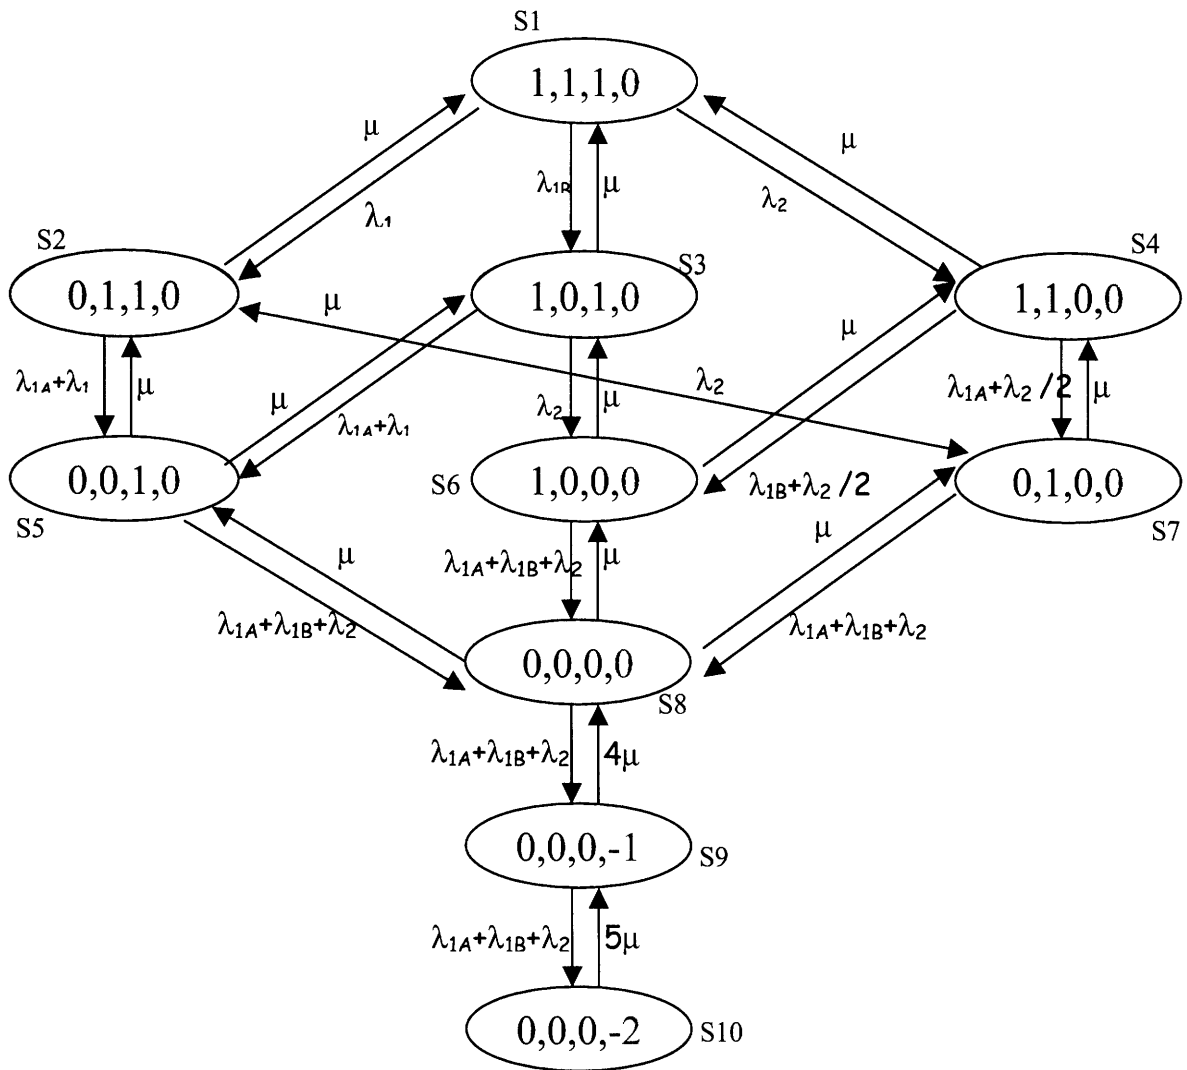 S1
1,1,1,0
μ
μ
λ1B
μ
λ1
λ2
S2
S3
S4
0,1,1,0
1,0,1,0
1,1,0,0
μ
μ
λ2
λ1A+λ1
μ
μ
λ1A+λ1
λ2
μ
λ1A+λ2 /2
μ
0,0,1,0
S5
S6
1,0,0,0
λ1B+λ2 /2
0,1,0,0
S7
μ
λ1A+λ1B+λ2
μ
μ
λ1A+λ1B+λ2
λ1A+λ1B+λ2
0,0,0,0
S8
λ1A+λ1B+λ2
4μ
0,0,0,-1
S9
λ1A+λ1B+λ2
5μ
0,0,0,-2
S10